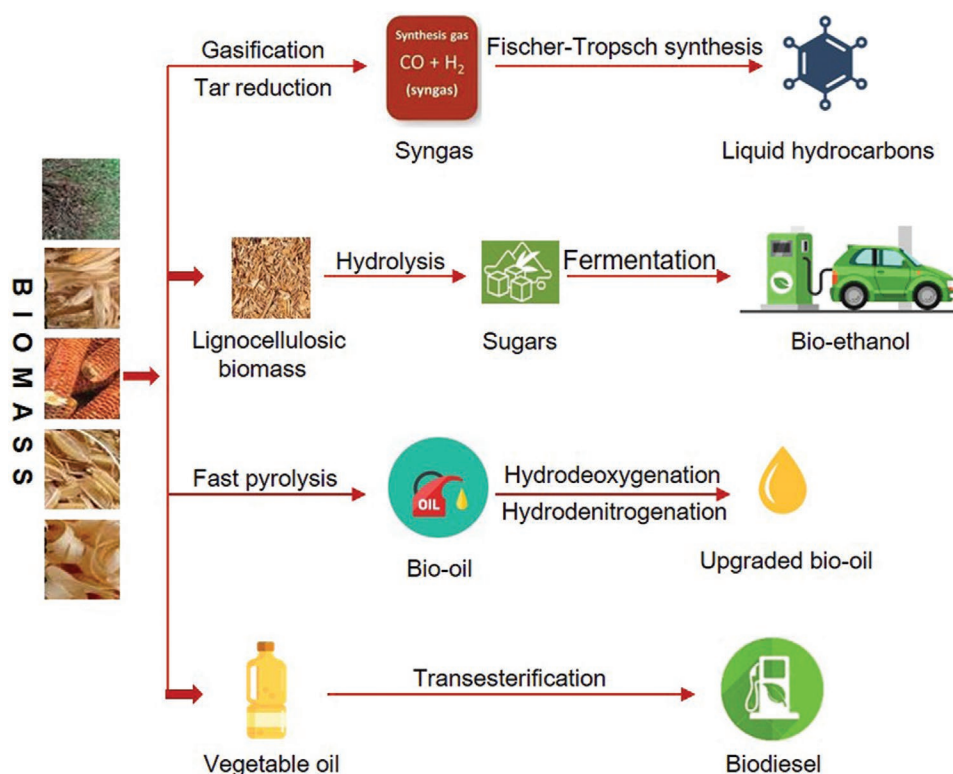 BIOMASS
Gasification
Tar reduction
Synthesis gas
CO + H₂
(syngas)
Syngas
Fischer-Tropsch synthesis
Liquid hydrocarbons
Lignocellulosic
biomass
Hydrolysis
Sugars
Fermentation
Bio-ethanol
Fast pyrolysis
OIL
Bio-oil
Hydrodeoxygenation
Hydrodenitrogenation
Upgraded bio-oil
Vegetable oil
Transesterification
Biodiesel